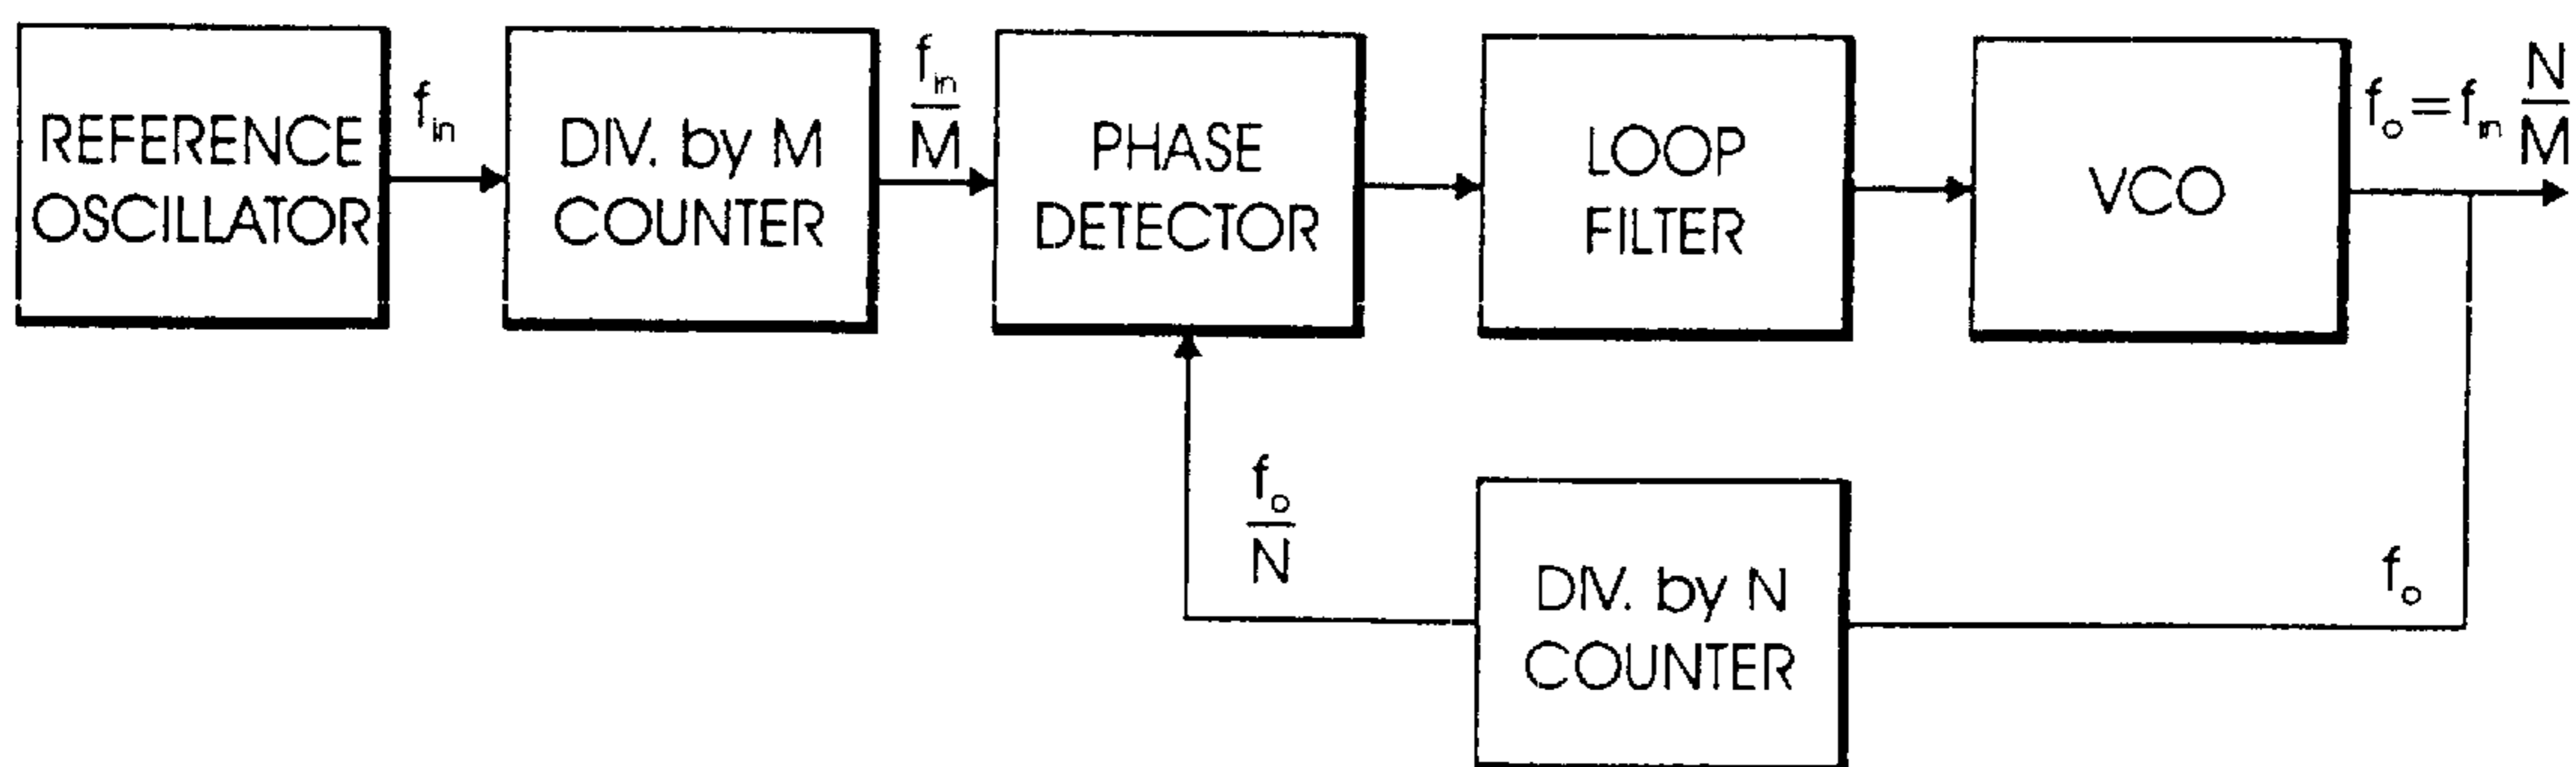 REFERENCE
OSCILLATOR
f_in
DIV. by M
COUNTER
f_in
M
PHASE
DETECTOR
LOOP
FILTER
VCO
f_o = f_in N/M
f_o
N
DIV. by N
COUNTER
f_o